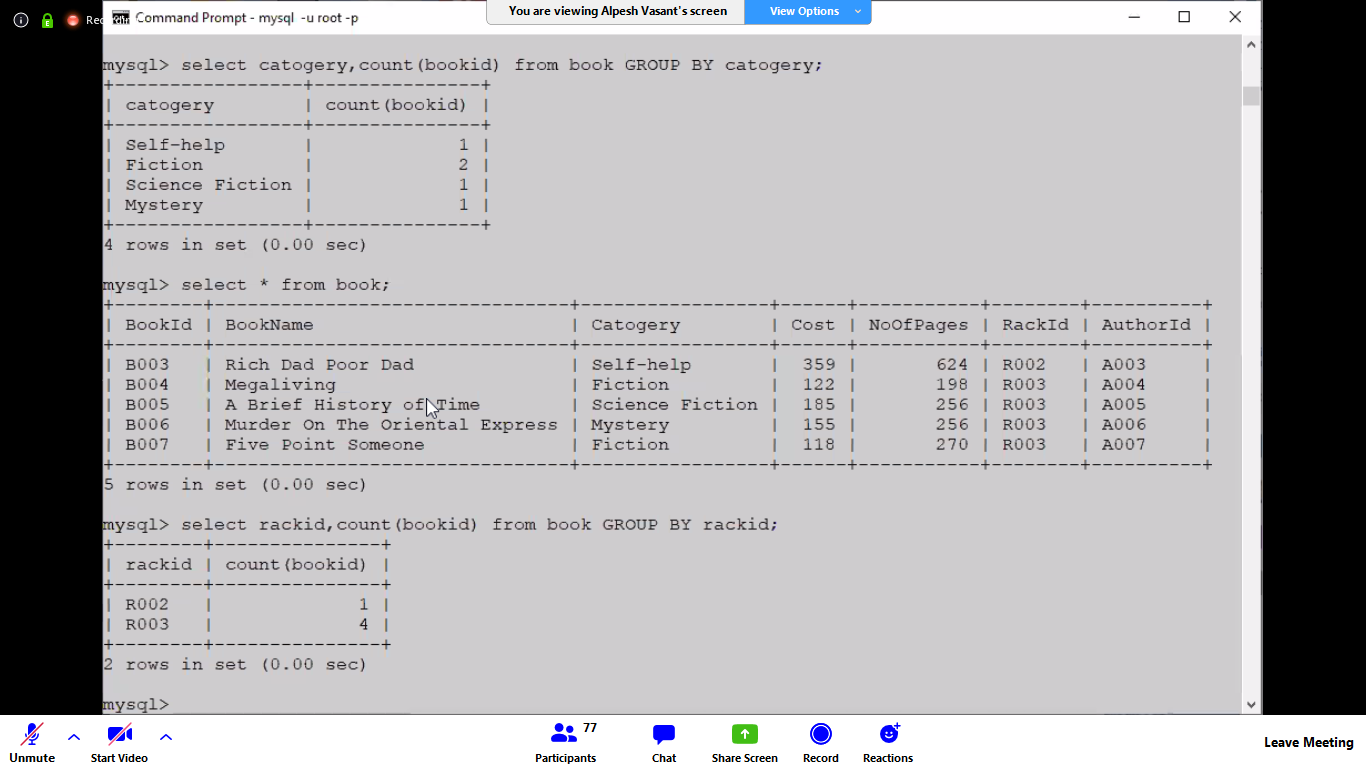 Command Prompt - mysql -u root -p
You are viewing Alpesh Vasant's screen
View Options
mysql> select catogery,count(bookid) from book GROUP BY catogery;
+-----------------+---------------+
| catogery | count(bookid) |
+-----------------+---------------+
| Self-help | 1 |
| Fiction | 2 |
| Science Fiction | 1 |
| Mystery | 1 |
+-----------------+---------------+
4 rows in set (0.00 sec)
mysql> select * from book;
+--------+--------------------------------+-----------------+------+-----------+--------+----------+
| BookId | BookName | Catogery | Cost | NoOfPages | RackId | AuthorId |
+--------+--------------------------------+-----------------+------+-----------+--------+----------+
| B003 | Rich Dad Poor Dad | Self-help | 359 | 624 | R002 | A003 |
| B004 | Megaliving | Fiction | 122 | 198 | R003 | A004 |
| B005 | A Brief History of Time | Science Fiction | 185 | 256 | R003 | A005 |
| B006 | Murder On The Oriental Express | Mystery | 155 | 256 | R003 | A006 |
| B007 | Five Point Someone | Fiction | 118 | 270 | R003 | A007 |
+--------+--------------------------------+-----------------+------+-----------+--------+----------+
5 rows in set (0.00 sec)
mysql> select rackid,count(bookid) from book GROUP BY rackid;
+--------+---------------+
| rackid | count(bookid) |
+--------+---------------+
| R002 | 1 |
| R003 | 4 |
+--------+---------------+
2 rows in set (0.00 sec)
mysql>
Unmute
Start Video
77
Participants
Chat
Share Screen
Record
Reactions
Leave Meeting